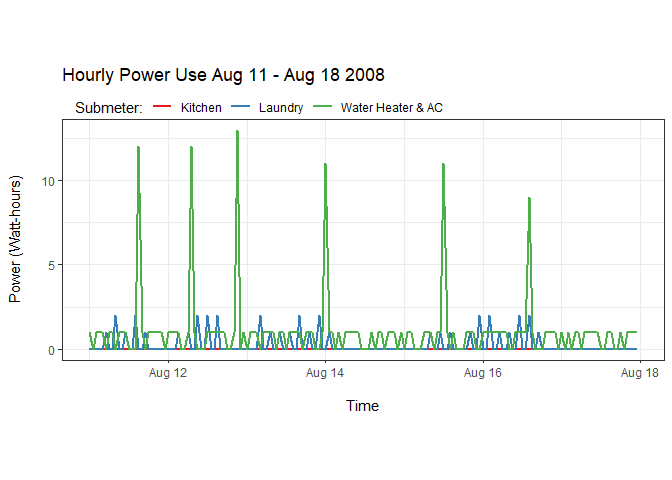 Hourly Power Use Aug 11 - Aug 18 2008
Submeter: Kitchen Laundry Water Heater & AC
Power (Watt-hours)
10
5
0
Aug 12 Aug 14 Aug 16 Aug 18
Time